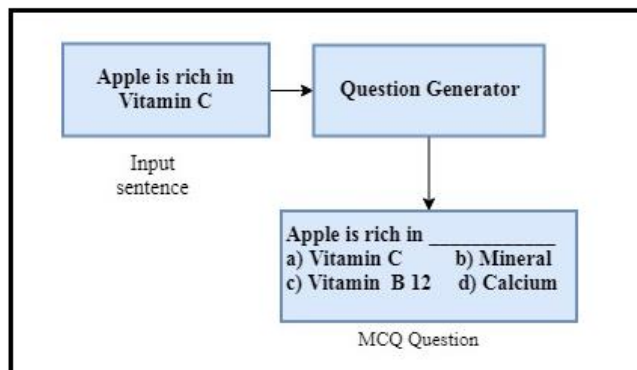 Apple is rich in
Vitamin C
Question Generator
Input
sentence
Apple is rich in ____________
a) Vitamin C b) Mineral
c) Vitamin B 12 d) Calcium
MCQ Question